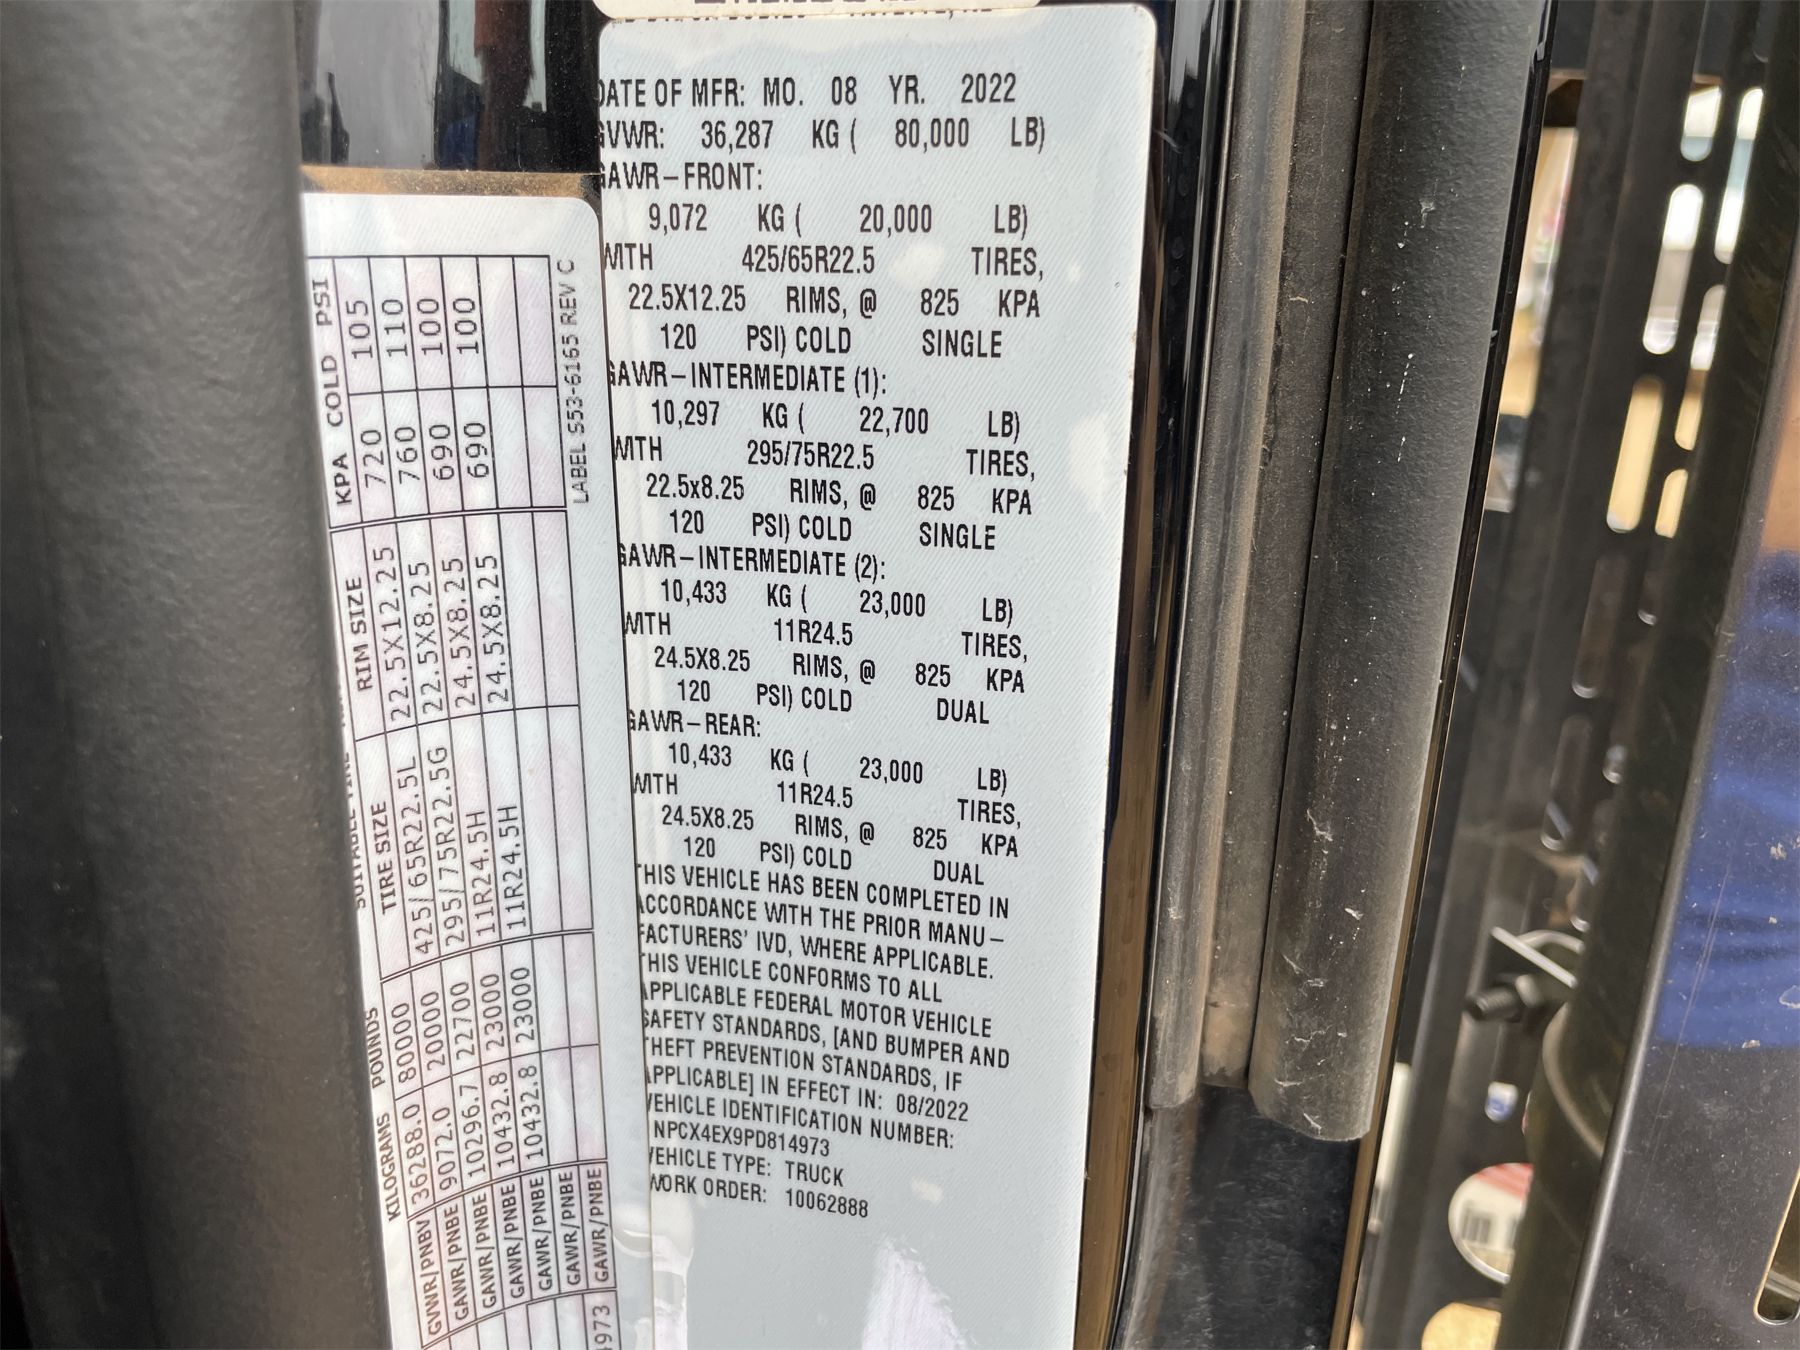 DATE OF MFR: MO. 08 YR. 2022
GVWR: 36,287 KG ( 80,000 LB)
GAWR-FRONT:
9,072 KG ( 20,000 LB)
WITH 425/65R22.5 TIRES,
22.5X12.25 RIMS, @ 825 KPA
120 PSI) COLD SINGLE
GAWR-INTERMEDIATE (1):
10,297 KG ( 22,700 LB)
WITH 295/75R22.5 TIRES,
22.5x8.25 RIMS, @ 825 KPA
120 PSI) COLD SINGLE
GAWR-INTERMEDIATE (2):
10,433 KG ( 23,000 LB)
WITH 11R24.5 TIRES,
24.5X8.25 RIMS, @ 825 KPA
120 PSI) COLD DUAL
GAWR-REAR:
10,433 KG ( 23,000 LB)
WITH 11R24.5 TIRES,
24.5X8.25 RIMS, @ 825 KPA
120 PSI) COLD DUAL
THIS VEHICLE HAS BEEN COMPLETED IN
ACCORDANCE WITH THE PRIOR MANU-
FACTURERS' IVD, WHERE APPLICABLE.
THIS VEHICLE CONFORMS TO ALL
APPLICABLE FEDERAL MOTOR VEHICLE
SAFETY STANDARDS, [AND BUMPER AND
THEFT PREVENTION STANDARDS, IF
APPLICABLE] IN EFFECT IN: 08/2022
VEHICLE IDENTIFICATION NUMBER:
NPCX4EX9PD814973
VEHICLE TYPE: TRUCK
WORK ORDER: 10062888
KILOGRAMS POUNDS TIRE SIZE RIM SIZE KPA COLD PSI
GVWR/PNBV 36288.0 80000 425/65R22.5L 22.5X12.25 720 105
GAWR/PNBE 9072.0 20000 295/75R22.5G 22.5X8.25 760 110
GAWR/PNBE 10296.7 22700 11R24.5H 24.5X8.25 690 100
GAWR/PNBE 10432.8 23000 11R24.5H 24.5X8.25 690 100
GAWR/PNBE 10432.8 23000
GAWR/PNBE
GAWR/PNBE
4973
LABEL S53-6165 REV C